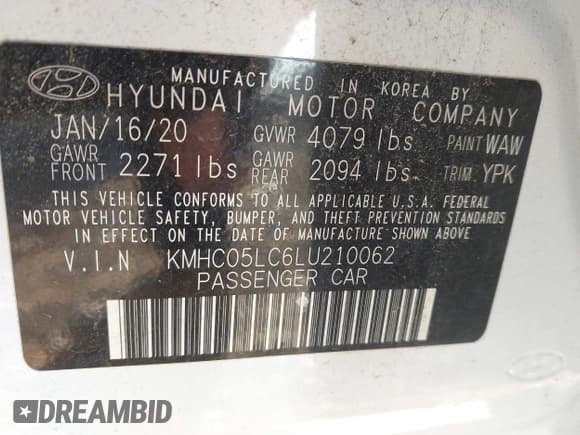 MANUFACTURED IN KOREA BY
HYUNDAI MOTOR COMPANY
JAN/16/20 GVWR 4079 lbs PAINT WAW
GAWR FRONT 2271 lbs GAWR REAR 2094 lbs TRIM YPK
THIS VEHICLE CONFORMS TO ALL APPLICABLE U.S.A. FEDERAL
MOTOR VEHICLE SAFETY, BUMPER, AND THEFT PREVENTION STANDARDS
IN EFFECT ON THE DATE OF MANUFACTURE SHOWN ABOVE.
V.I.N KMHC05LC6LU210062
PASSENGER CAR
DREAMBID